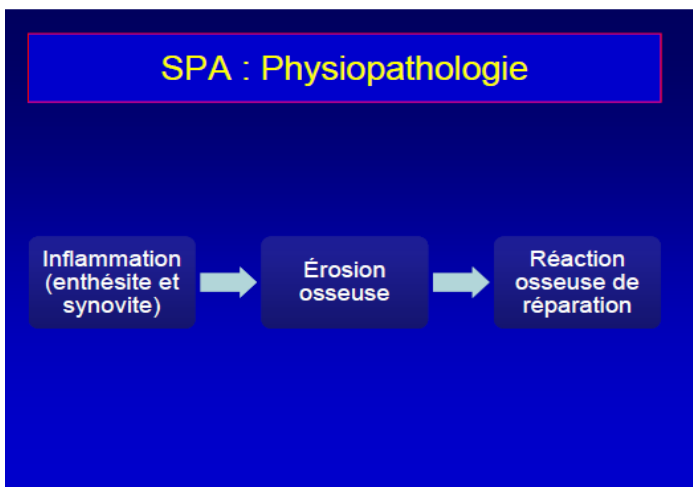 SPA : Physiopathologie
Inflammation
(enthésite et
synovite)
Érosion
osseuse
Réaction
osseuse de
réparation